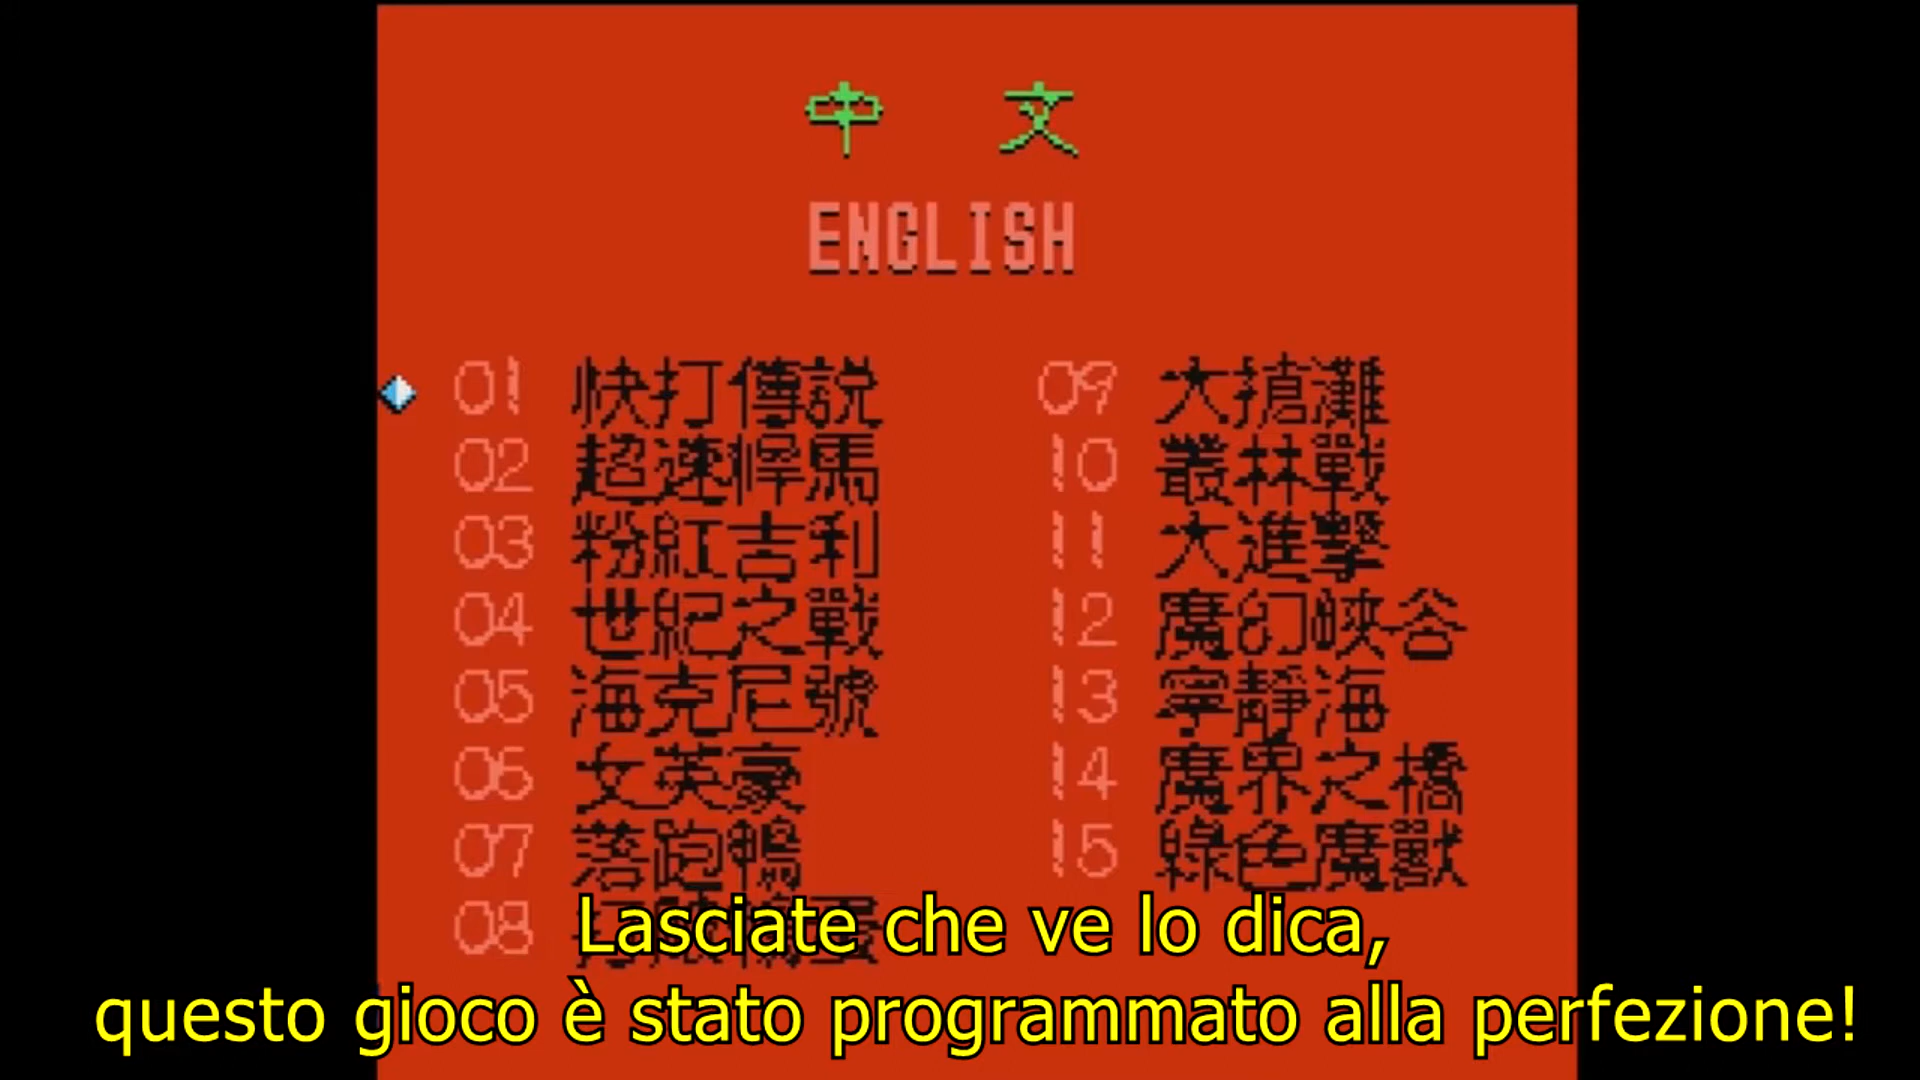 中 文
ENGLISH
01 快打傳説
02 超速悍馬
03 粉紅吉利
04 世紀之戰
05 海克尼號
06 女英豪
07 落跑鴨
08
09 大搶灘
10 叢林戰
11 大進擊
12 魔幻峽谷
13 寧靜海
14 魔界之橋
15 綠色魔獸
Lasciate che ve lo dica,
questo gioco è stato programmato alla perfezione!